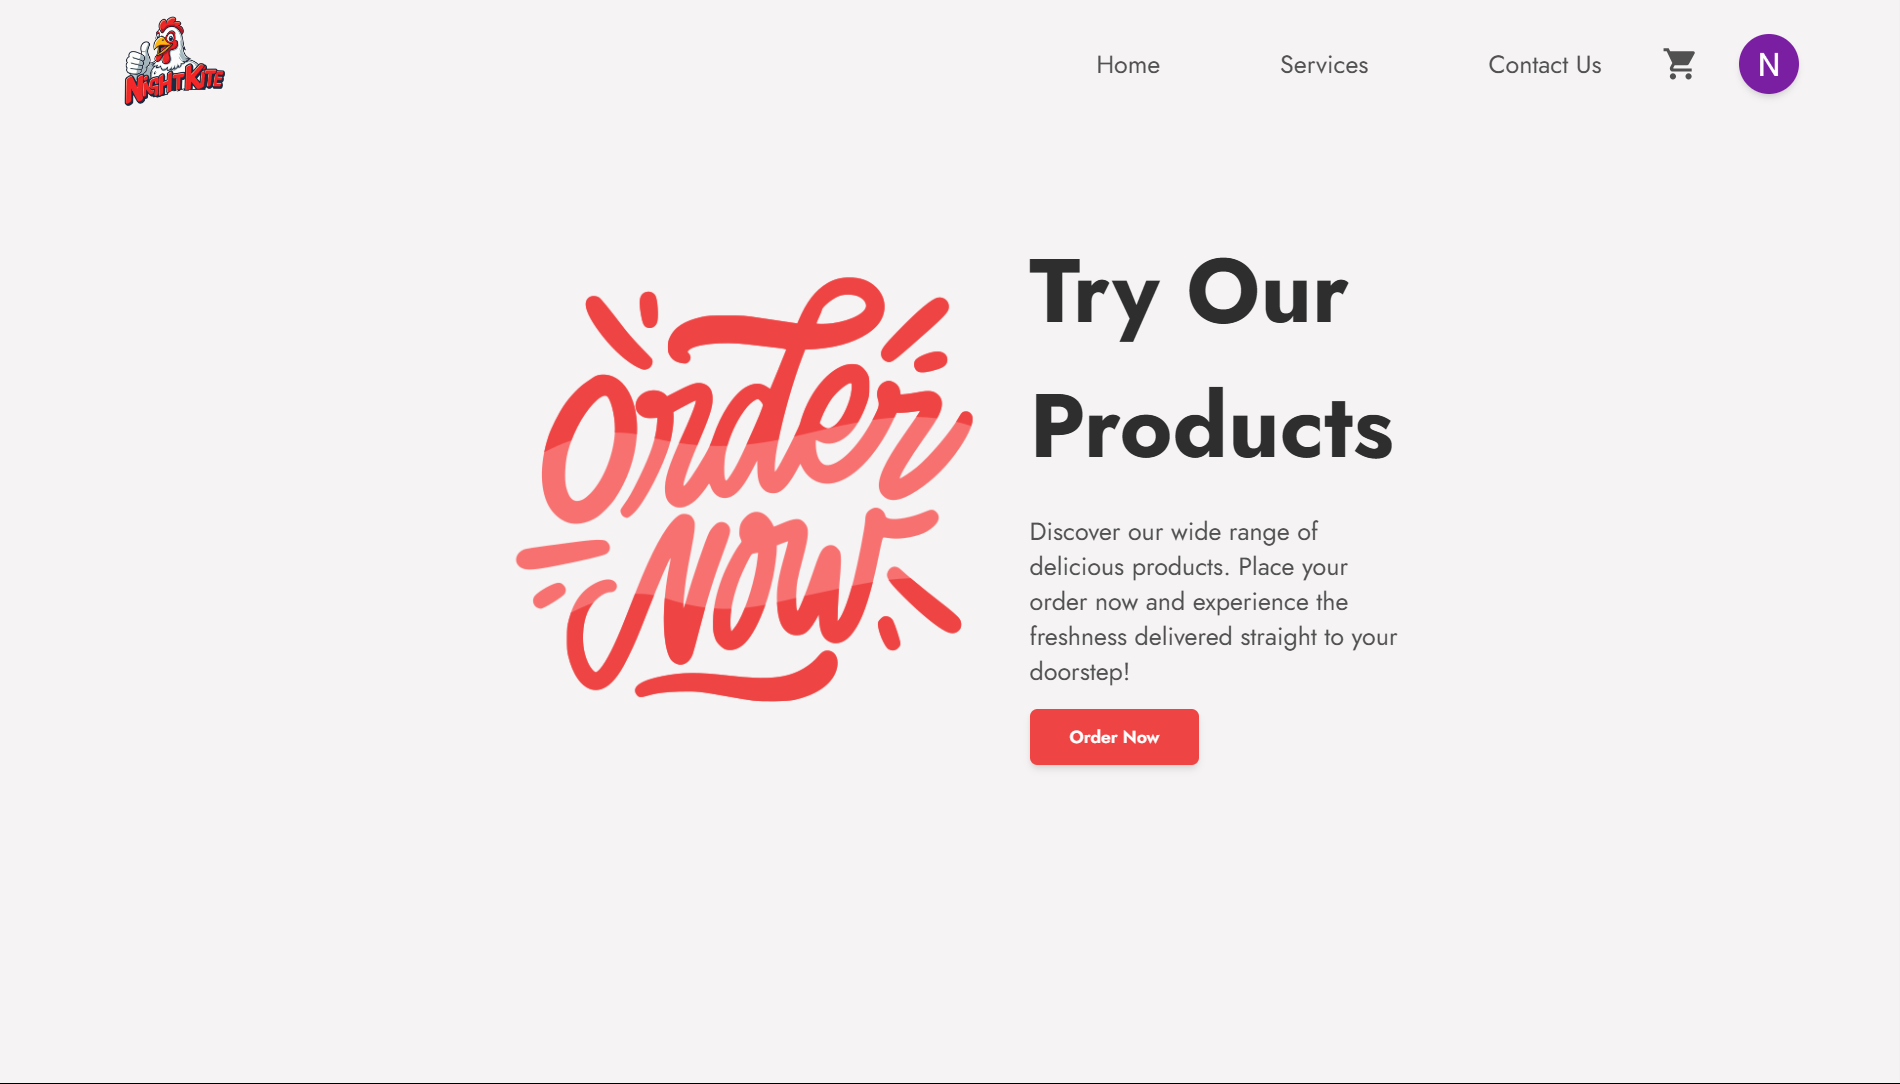 NIGHTKITE
Home
Services
Contact Us
N
Order
Now
Try Our
Products
Discover our wide range of
delicious products. Place your
order now and experience the
freshness delivered straight to your
doorstep!
Order Now